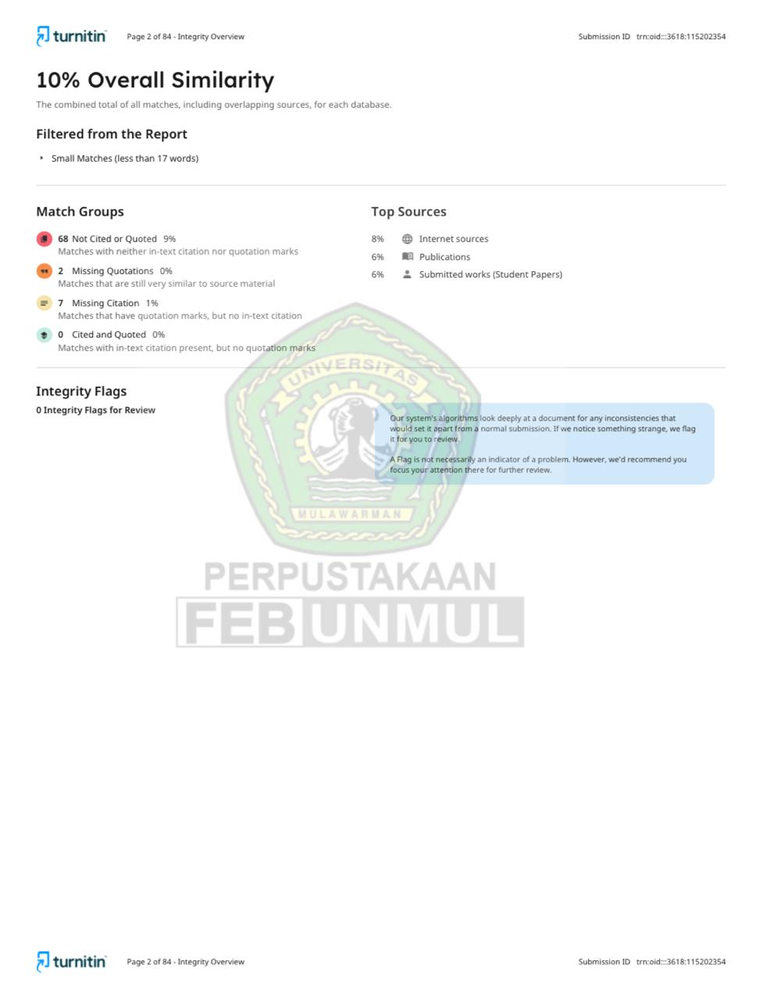 turnitin Page 2 of 84 - Integrity Overview Submission ID trn:oid:::3618:115202354
10% Overall Similarity
The combined total of all matches, including overlapping sources, for each database.
Filtered from the Report
Small Matches (less than 17 words)
Match Groups
68 Not Cited or Quoted 9%
Matches with neither in-text citation nor quotation marks
2 Missing Quotations 0%
Matches that are still very similar to source material
7 Missing Citation 1%
Matches that have quotation marks, but no in-text citation
0 Cited and Quoted 0%
Matches with in-text citation present, but no quotation marks
Top Sources
8% Internet sources
6% Publications
6% Submitted works (Student Papers)
Integrity Flags
0 Integrity Flags for Review
Our system's algorithms look deeply at a document for any inconsistencies that
would set it apart from a normal submission. If we notice something strange, we flag
it for you to review.
A Flag is not necessarily an indicator of a problem. However, we'd recommend you
focus your attention there for further review.
UNIVERSITAS
MULAWARMAN
PERPUSTAKAAN
FEB UNMUL
turnitin Page 2 of 84 - Integrity Overview Submission ID trn:oid:::3618:115202354